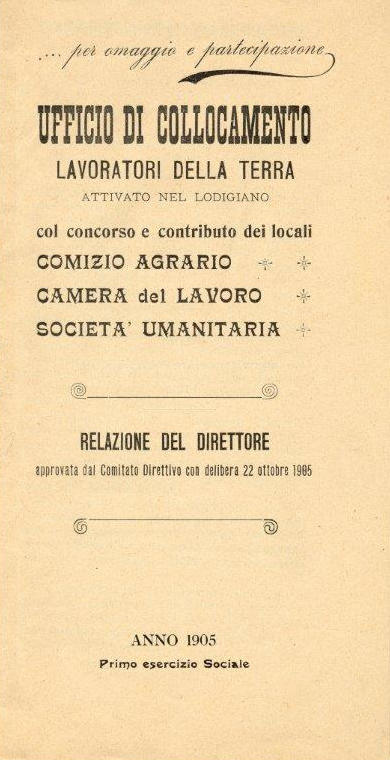 .... per omaggio e partecipazione
UFFICIO DI COLLOCAMENTO
LAVORATORI DELLA TERRA
ATTIVATO NEL LODIGIANO
col concorso e contributo dei locali
COMIZIO AGRARIO
CAMERA del LAVORO
SOCIETA' UMANITARIA
RELAZIONE DEL DIRETTORE
approvata dal Comitato Direttivo con delibera 22 ottobre 1905
ANNO 1905
Primo esercizio Sociale